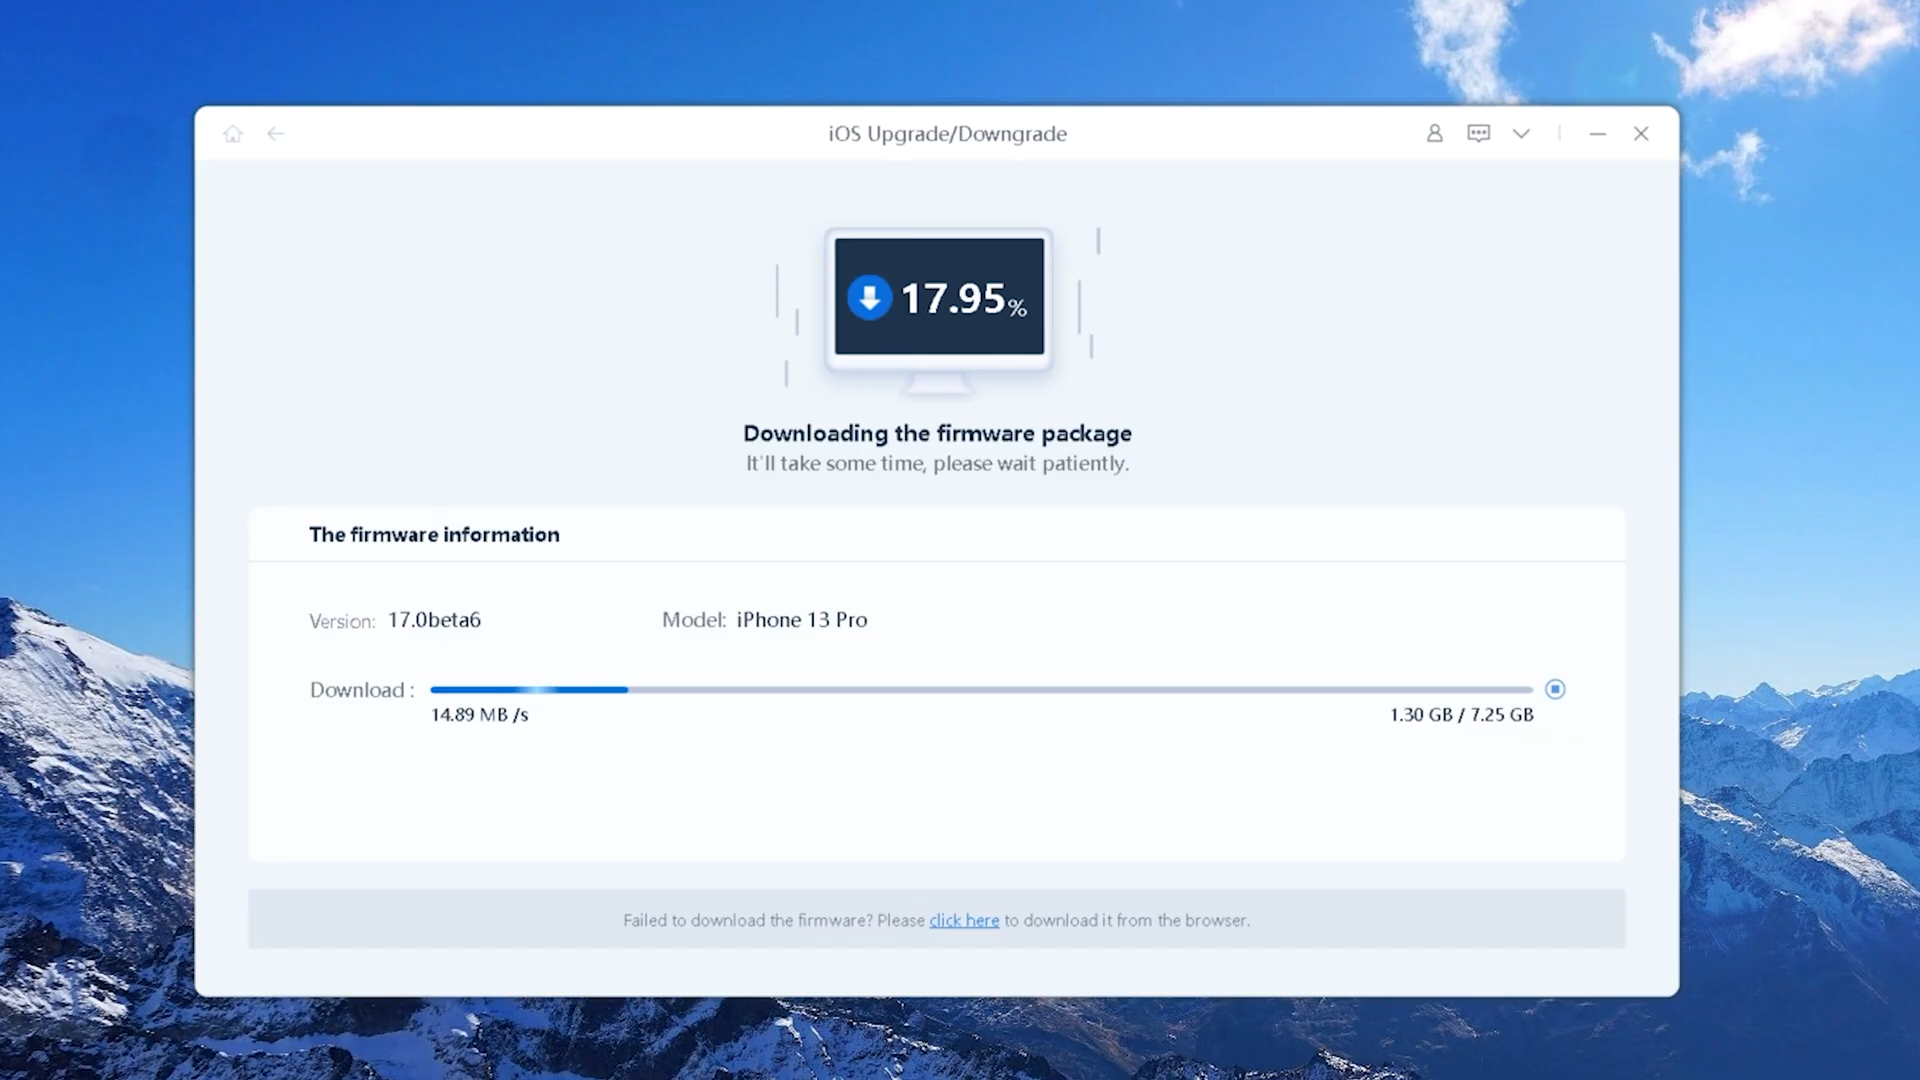 iOS Upgrade/Downgrade
17.95%
Downloading the firmware package
It'll take some time, please wait patiently.
The firmware information
Version: 17.0beta6 Model: iPhone 13 Pro
Download :
14.89 MB /s 1.30 GB / 7.25 GB
Failed to download the firmware? Please click here to download it from the browser.